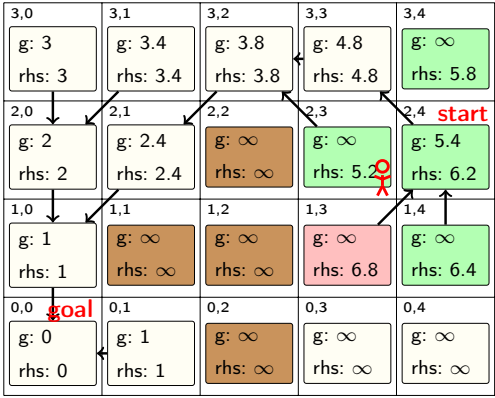 3,0 3,1 3,2 3,3 3,4
g: 3 g: 3.4 g: 3.8 g: 4.8 g: ∞
rhs: 3 rhs: 3.4 rhs: 3.8 rhs: 4.8 rhs: 5.8
2,0 2,1 2,2 2,3 2,4 start
g: 2 g: 2.4 g: ∞ g: ∞ g: 5.4
rhs: 2 rhs: 2.4 rhs: ∞ rhs: 5.2 rhs: 6.2
1,0 1,1 1,2 1,3 1,4
g: 1 g: ∞ g: ∞ g: ∞ g: ∞
rhs: 1 rhs: ∞ rhs: ∞ rhs: 6.8 rhs: 6.4
0,0 goal 0,1 0,2 0,3 0,4
g: 0 g: 1 g: ∞ g: ∞ g: ∞
rhs: 0 rhs: 1 rhs: ∞ rhs: ∞ rhs: ∞